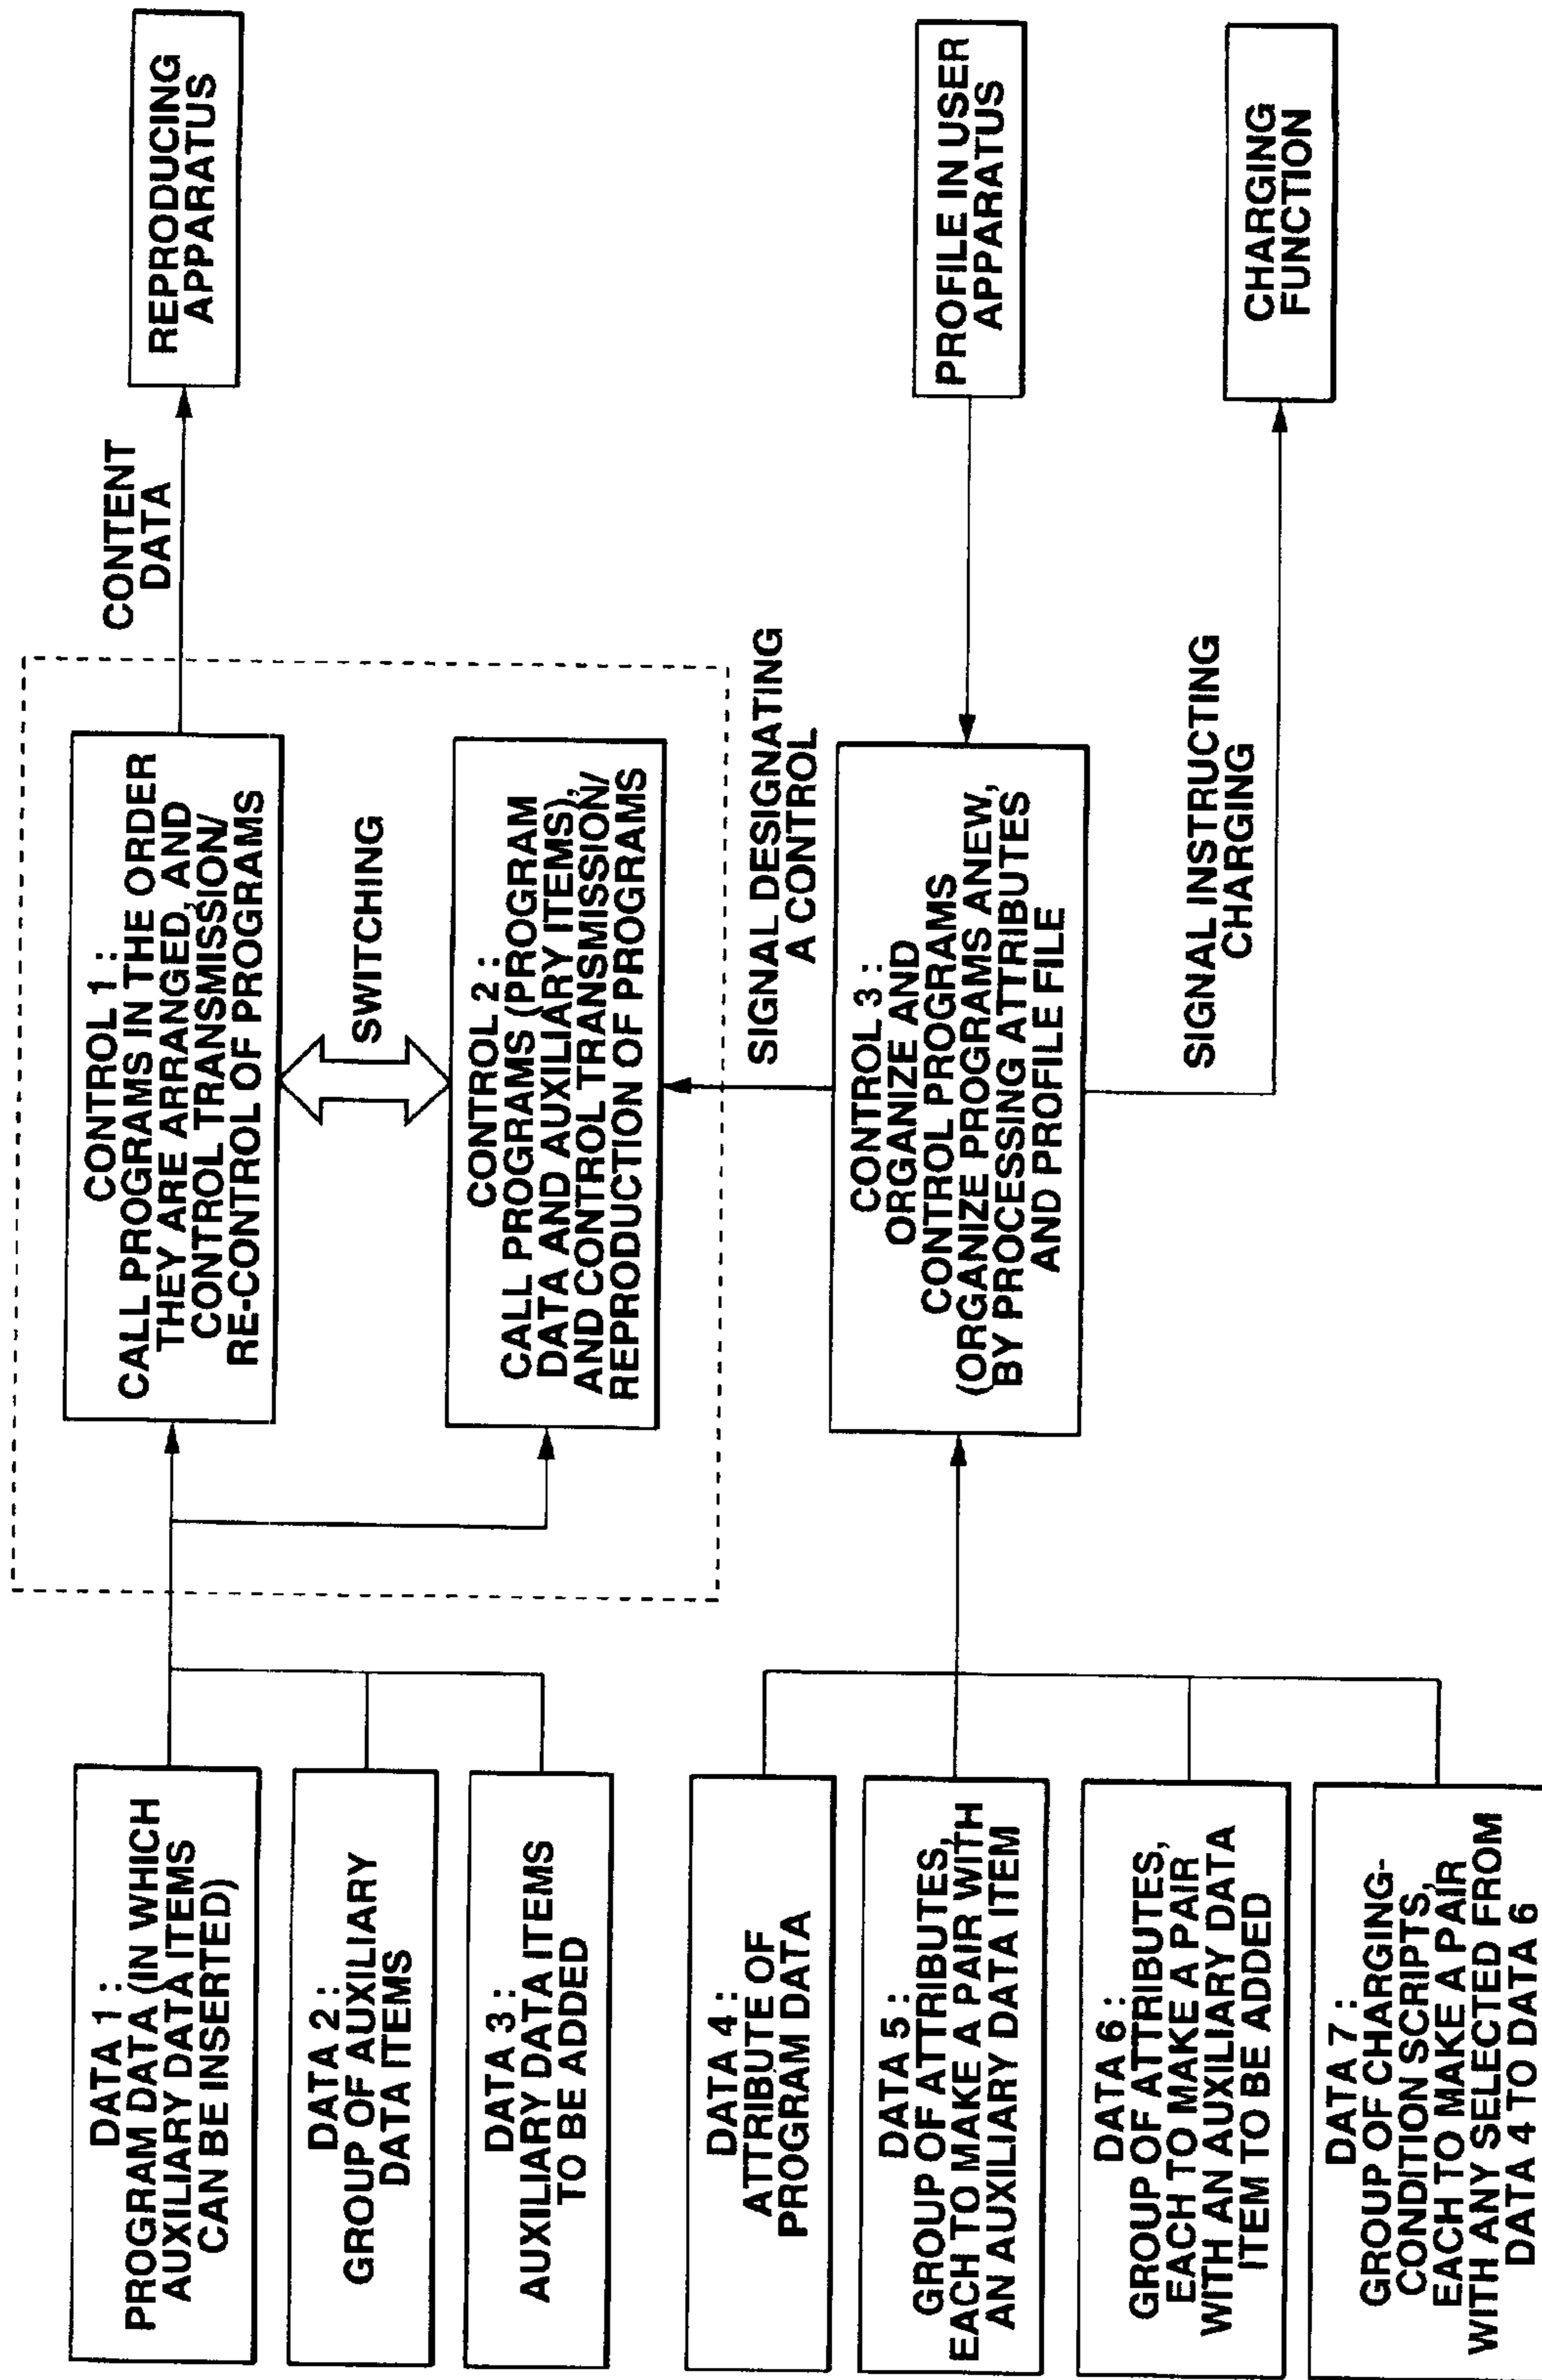 DATA 1 :
PROGRAM DATA (IN WHICH
AUXILIARY DATA ITEMS
CAN BE INSERTED)
DATA 2 :
GROUP OF AUXILIARY
DATA ITEMS
DATA 3 :
AUXILIARY DATA ITEMS
TO BE ADDED
DATA 4 :
ATTRIBUTE OF
PROGRAM DATA
DATA 5 :
GROUP OF ATTRIBUTES,
EACH TO MAKE A PAIR WITH
AN AUXILIARY DATA ITEM
DATA 6 :
GROUP OF ATTRIBUTES,
EACH TO MAKE A PAIR
WITH AN AUXILIARY DATA
ITEM TO BE ADDED
DATA 7 :
GROUP OF CHARGING-
CONDITION SCRIPTS,
EACH TO MAKE A PAIR
WITH ANY SELECTED FROM
DATA 4 TO DATA 6
CONTROL 1 :
CALL PROGRAMS IN THE ORDER
THEY ARE ARRANGED, AND
CONTROL TRANSMISSION/
RE-CONTROL OF PROGRAMS
SWITCHING
CONTROL 2 :
CALL PROGRAMS (PROGRAM
DATA AND AUXILIARY ITEMS),
AND CONTROL TRANSMISSION/
REPRODUCTION OF PROGRAMS
SIGNAL DESIGNATING
A CONTROL
CONTROL 3 :
ORGANIZE AND
CONTROL PROGRAMS
(ORGANIZE PROGRAMS ANEW,
BY PROCESSING ATTRIBUTES
AND PROFILE FILE
SIGNAL INSTRUCTING
CHARGING
CONTENT
DATA
REPRODUCING
APPARATUS
PROFILE IN USER
APPARATUS
CHARGING
FUNCTION